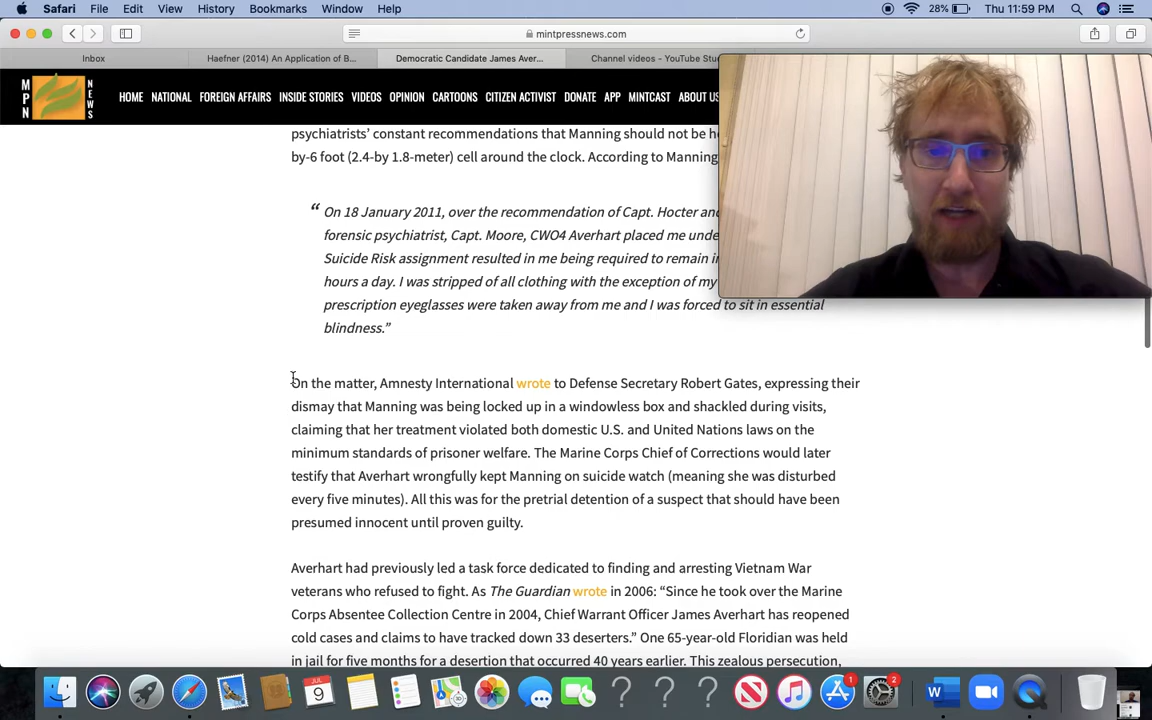 Safari File Edit View History Bookmarks Window Help 28% Thu 11:59 PM
mintpressnews.com
Inbox Haefner (2014) An Application of B... Democratic Candidate James Aver... Channel videos - YouTube Stu
MPN NEWS HOME NATIONAL FOREIGN AFFAIRS INSIDE STORIES VIDEOS OPINION CARTOONS CITIZEN ACTIVIST DONATE APP MINTCAST ABOUT US
psychiatrists' constant recommendations that Manning should not be he
by-6 foot (2.4-by 1.8-meter) cell around the clock. According to Manning
“ On 18 January 2011, over the recommendation of Capt. Hocter and
forensic psychiatrist, Capt. Moore, CWO4 Averhart placed me unde
Suicide Risk assignment resulted in me being required to remain in
hours a day. I was stripped of all clothing with the exception of my
prescription eyeglasses were taken away from me and I was forced to sit in essential
blindness.”
On the matter, Amnesty International wrote to Defense Secretary Robert Gates, expressing their
dismay that Manning was being locked up in a windowless box and shackled during visits,
claiming that her treatment violated both domestic U.S. and United Nations laws on the
minimum standards of prisoner welfare. The Marine Corps Chief of Corrections would later
testify that Averhart wrongfully kept Manning on suicide watch (meaning she was disturbed
every five minutes). All this was for the pretrial detention of a suspect that should have been
presumed innocent until proven guilty.
Averhart had previously led a task force dedicated to finding and arresting Vietnam War
veterans who refused to fight. As The Guardian wrote in 2006: “Since he took over the Marine
Corps Absentee Collection Centre in 2004, Chief Warrant Officer James Averhart has reopened
cold cases and claims to have tracked down 33 deserters.” One 65-year-old Floridian was held
in jail for five months for a desertion that occurred 40 years earlier. This zealous persecution,
JUL 9 ? ? ? 1 2 W